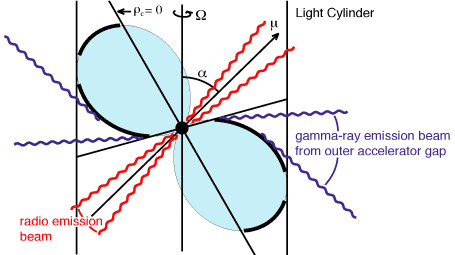 ρc = 0
Ω
Light Cylinder
μ
α
gamma-ray emission beam
from outer accelerator gap
radio emission
beam